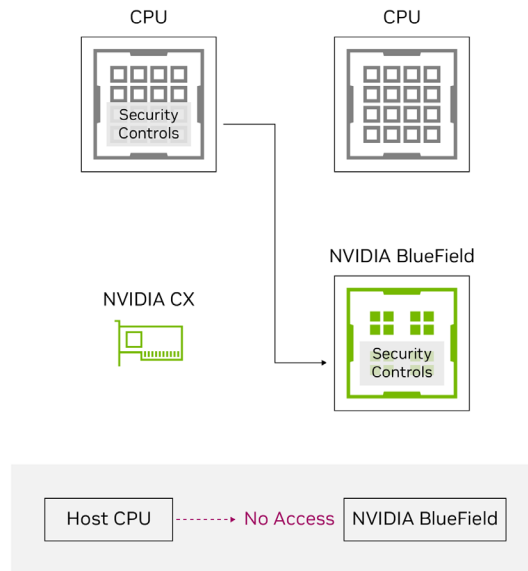 CPU
CPU
Security
Controls
NVIDIA BlueField
NVIDIA CX
Security
Controls
Host CPU
No Access
NVIDIA BlueField